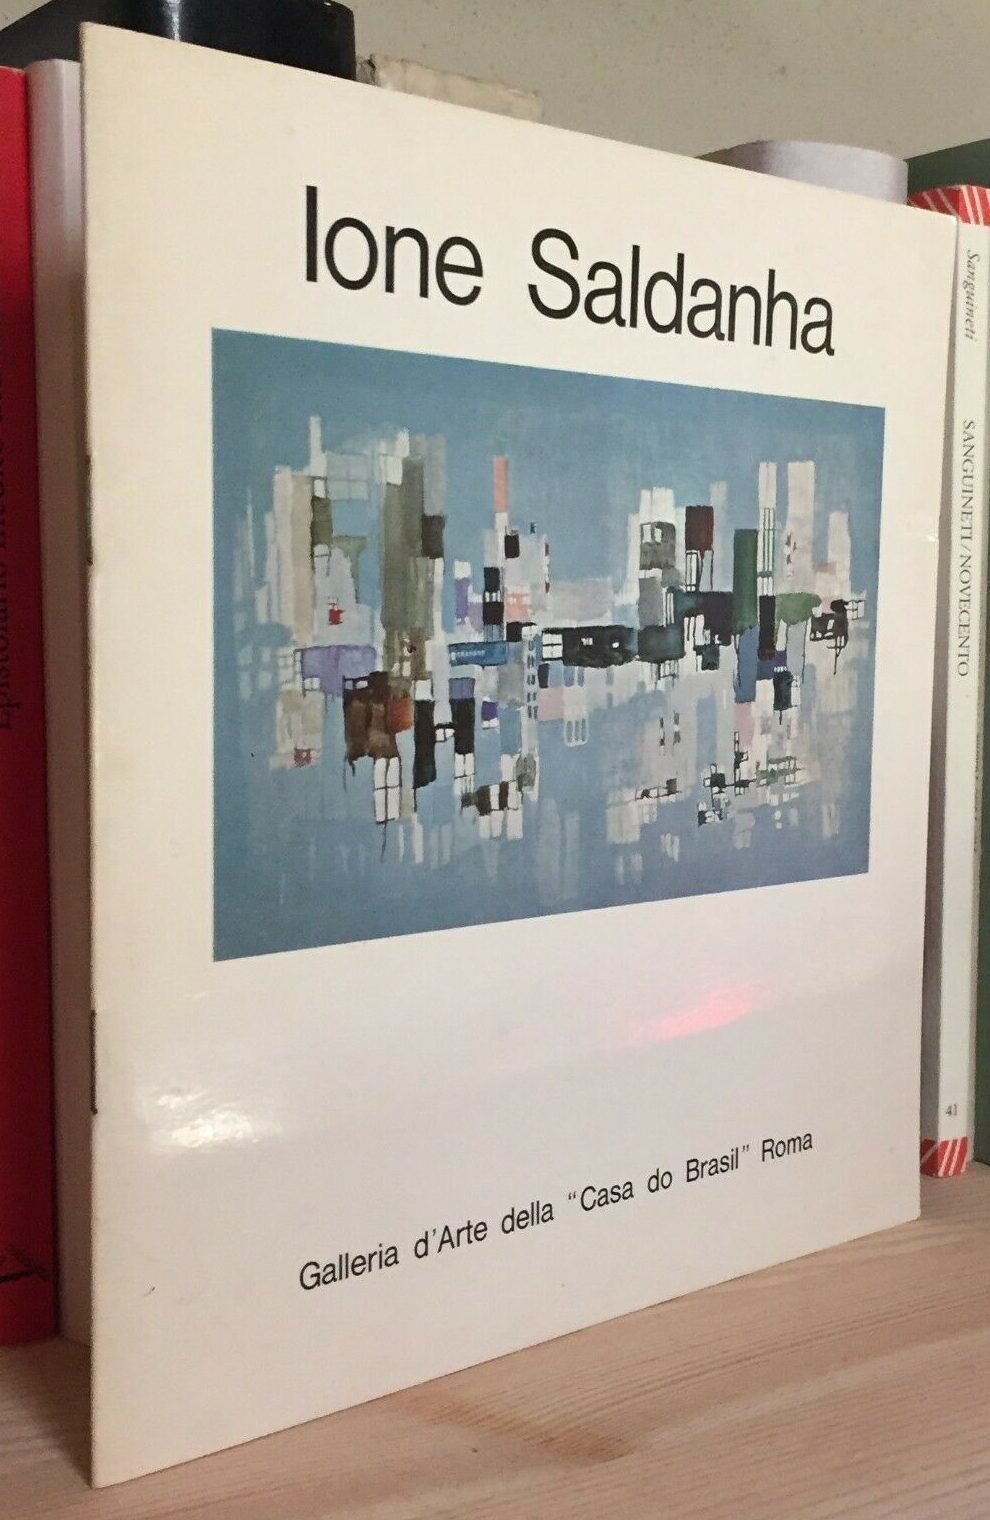 Ione Saldanha
Galleria d'Arte della "Casa do Brasil" Roma
Sanguineti
SANGUINETI/NOVECENTO
41